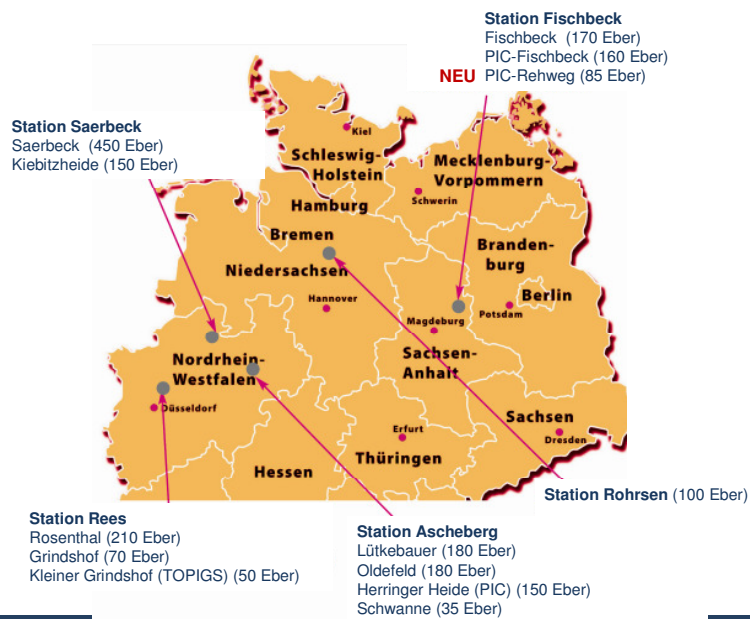 Station Fischbeck
Fischbeck (170 Eber)
PIC-Fischbeck (160 Eber)
NEU PIC-Rehweg (85 Eber)
Station Saerbeck
Saerbeck (450 Eber)
Kiebitzheide (150 Eber)
Kiel
Schleswig-
Holstein
Mecklenburg-
Vorpommern
Schwerin
Hamburg
Bremen
Niedersachsen
Hannover
Branden-
burg
Berlin
Potsdam
Magdeburg
Sachsen-
Anhalt
Nordrhein-
Westfalen
Düsseldorf
Sachsen
Dresden
Erfurt
Thüringen
Hessen
Station Rohrsen (100 Eber)
Station Rees
Rosenthal (210 Eber)
Grindshof (70 Eber)
Kleiner Grindshof (TOPIGS) (50 Eber)
Station Ascheberg
Lütkebauer (180 Eber)
Oldefeld (180 Eber)
Herringer Heide (PIC) (150 Eber)
Schwanne (35 Eber)